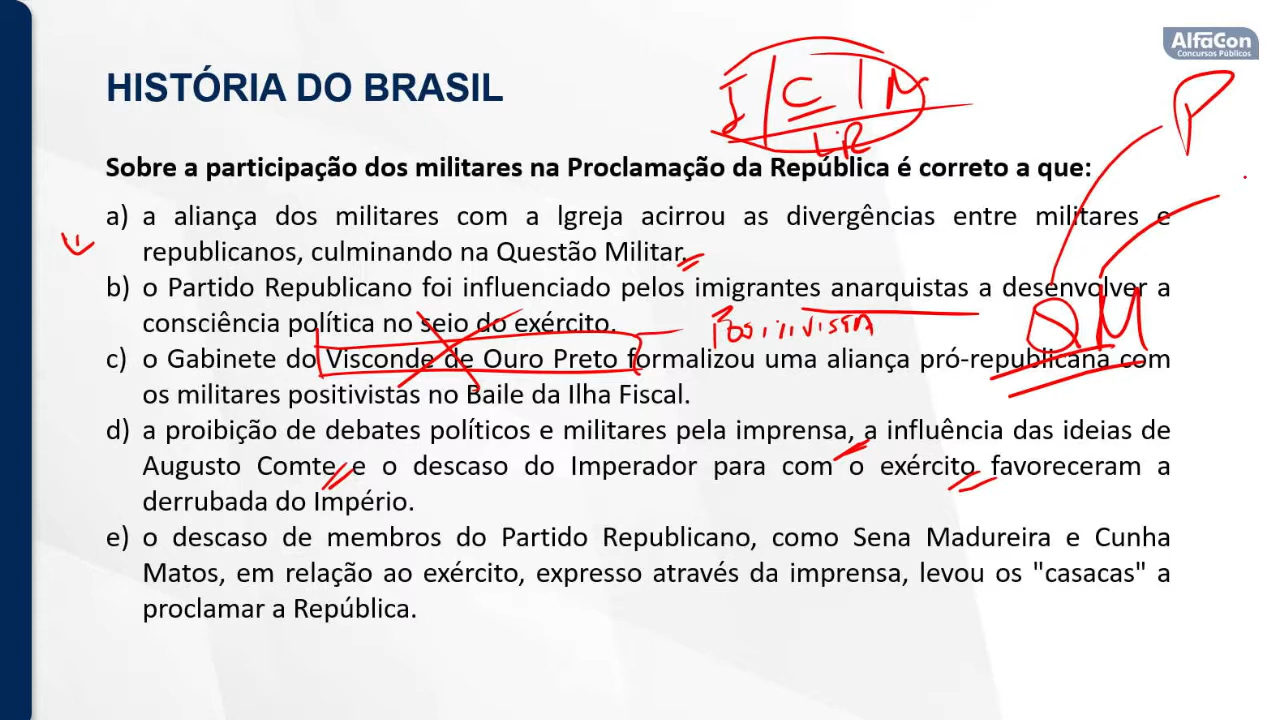 AlfaCon
Concursos Públicos
HISTÓRIA DO BRASIL
I C M
LiR
P
Sobre a participação dos militares na Proclamação da República é correto a que:
a) a aliança dos militares com a Igreja acirrou as divergências entre militares e
republicanos, culminando na Questão Militar.
b) o Partido Republicano foi influenciado pelos imigrantes anarquistas a desenvolver a
consciência política no seio do exército.
QM
c) o Gabinete do Visconde de Ouro Preto formalizou uma aliança pró-republicana com
os militares positivistas no Baile da Ilha Fiscal.
d) a proibição de debates políticos e militares pela imprensa, a influência das ideias de
Augusto Comte e o descaso do Imperador para com o exército favoreceram a
derrubada do Império.
e) o descaso de membros do Partido Republicano, como Sena Madureira e Cunha
Matos, em relação ao exército, expresso através da imprensa, levou os "casacas" a
proclamar a República.